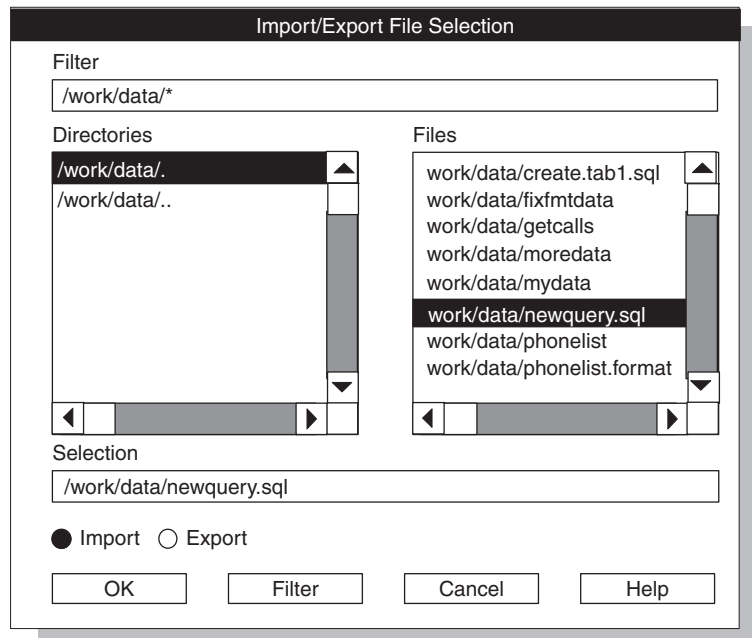 Import/Export File Selection
Filter
/work/data/*
Directories
/work/data/.
/work/data/..
Files
work/data/create.tab1.sql
work/data/fixfmtdata
work/data/getcalls
work/data/moredata
work/data/mydata
work/data/newquery.sql
work/data/phonelist
work/data/phonelist.format
Selection
/work/data/newquery.sql
Import Export
OK Filter Cancel Help